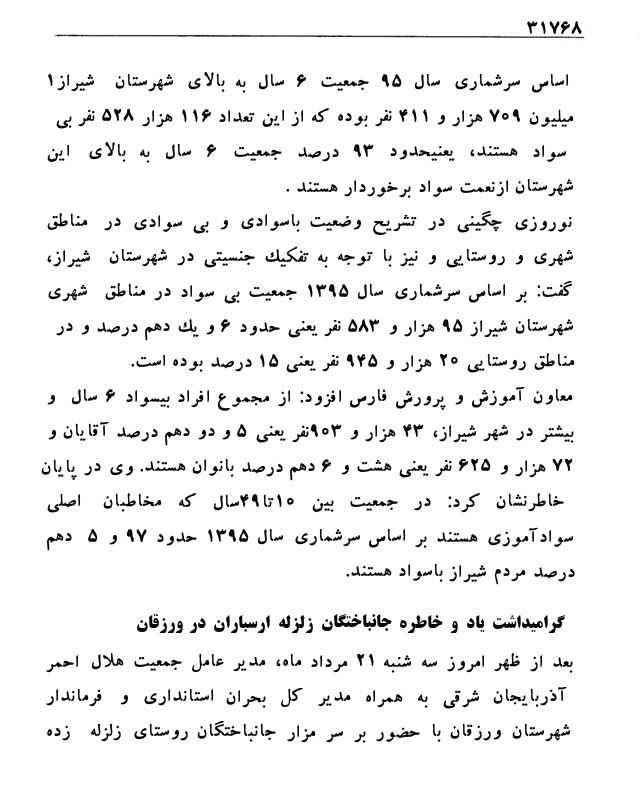 ۳۱۷۶۸
اساس سرشماری سال ۹۵ جمعیت ۶ سال به بالای شهرستان شیراز۱
میلیون ۷۰۹ هزار و ۴۱۱ نفر بوده که از این تعداد ۱۱۶ هزار ۵۲۸ نفر بی
سواد هستند، یعنیحدود ۹۳ درصد جمعیت ۶ سال به بالای این
شهرستان ازنعمت سواد برخوردار هستند .
نوروزی چگینی در تشریح وضعیت باسوادی و بی سوادی در مناطق
شهری و روستایی و نیز با توجه به تفکیك جنسیتی در شهرستان شیراز،
گفت: بر اساس سرشماری سال ۱۳۹۵ جمعیت بی سواد در مناطق شهری
شهرستان شیراز ۹۵ هزار و ۵۸۳ نفر یعنی حدود ۶ و یك دهم درصد و در
مناطق روستایی ۲۰ هزار و ۹۴۵ نفر یعنی ۱۵ درصد بوده است.
معاون آموزش و پرورش فارس افزود: از مجموع افراد بیسواد ۶ سال و
بیشتر در شهر شیراز، ۴۳ هزار و ۹۰۳نفر یعنی ۵ و دو دهم درصد آقایان و
۷۲ هزار و ۶۲۵ نفر یعنی هشت و ۶ دهم درصد بانوان هستند. وی در پایان
خاطرنشان کرد: در جمعیت بین ۱۰تا۴۹سال که مخاطبان اصلی
سوادآموزی هستند بر اساس سرشماری سال ۱۳۹۵ حدود ۹۷ و ۵ دهم
درصد مردم شیراز باسواد هستند.
گرامیداشت یاد و خاطره جانباختگان زلزله ارسباران در ورزقان
بعد از ظهر امروز سه شنبه ۲۱ مرداد ماه، مدیر عامل جمعیت هلال احمر
آذربایجان شرقی به همراه مدیر کل بحران استانداری و فرماندار
شهرستان ورزقان با حضور بر سر مزار جانباختگان روستای زلزله زده